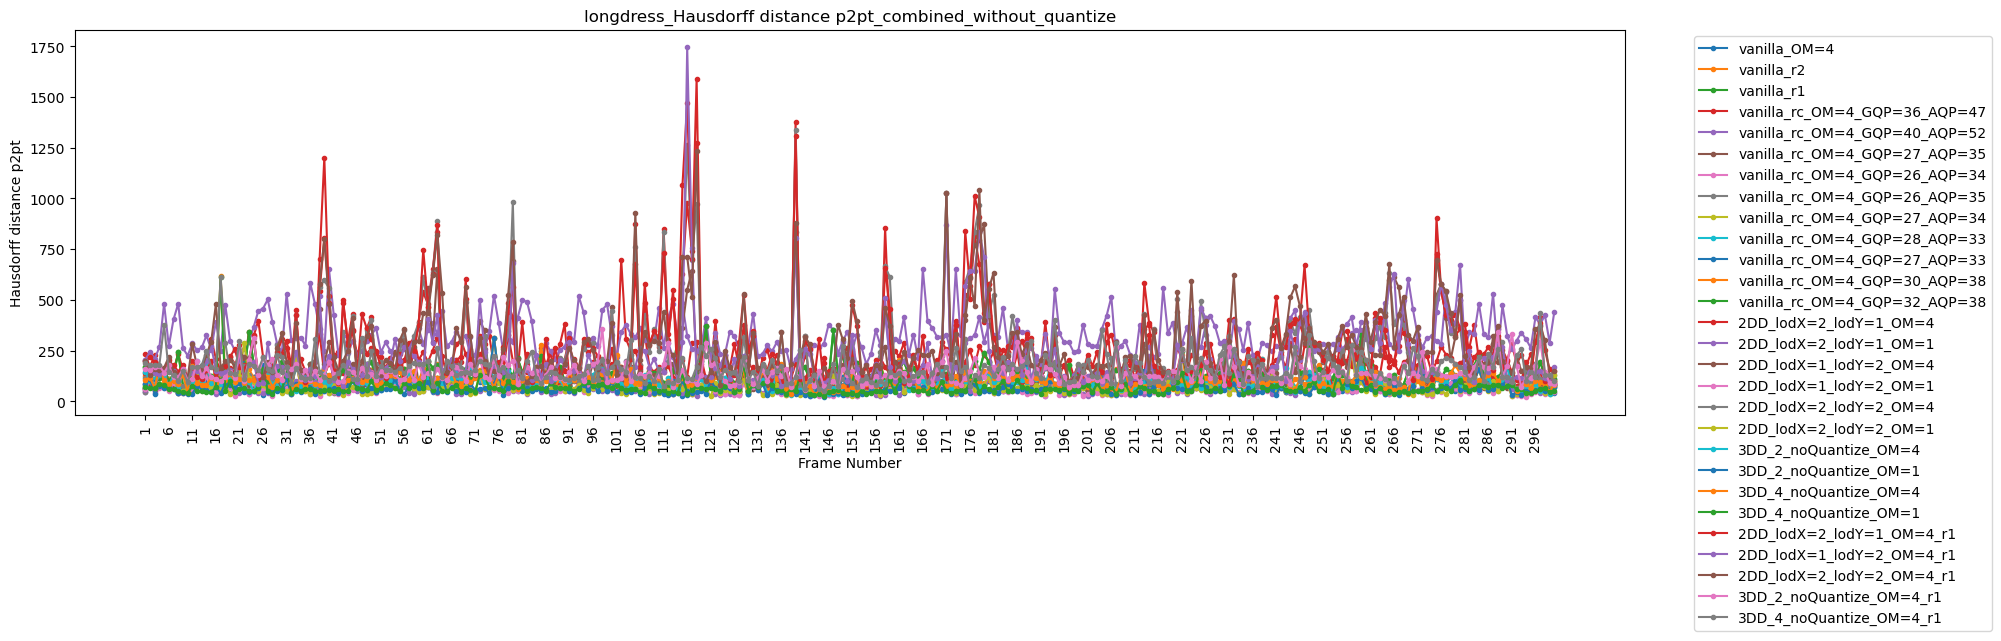 longdress_Hausdorff distance p2pt_combined_without_quantize
Hausdorff distance p2pt
1750
1500
1250
1000
750
500
250
0
1 6 11 16 21 26 31 36 41 46 51 56 61 66 71 76 81 86 91 96 101 106 111 116 121 126 131 136 141 146 151 156 161 166 171 176 181 186 191 196 201 206 211 216 221 226 231 236 241 246 251 256 261 266 271 276 281 286 291 296
Frame Number
vanilla_OM=4
vanilla_r2
vanilla_r1
vanilla_rc_OM=4_GQP=36_AQP=47
vanilla_rc_OM=4_GQP=40_AQP=52
vanilla_rc_OM=4_GQP=27_AQP=35
vanilla_rc_OM=4_GQP=26_AQP=34
vanilla_rc_OM=4_GQP=26_AQP=35
vanilla_rc_OM=4_GQP=27_AQP=34
vanilla_rc_OM=4_GQP=28_AQP=33
vanilla_rc_OM=4_GQP=27_AQP=33
vanilla_rc_OM=4_GQP=30_AQP=38
vanilla_rc_OM=4_GQP=32_AQP=38
2DD_lodX=2_lodY=1_OM=4
2DD_lodX=2_lodY=1_OM=1
2DD_lodX=1_lodY=2_OM=4
2DD_lodX=1_lodY=2_OM=1
2DD_lodX=2_lodY=2_OM=4
2DD_lodX=2_lodY=2_OM=1
3DD_2_noQuantize_OM=4
3DD_2_noQuantize_OM=1
3DD_4_noQuantize_OM=4
3DD_4_noQuantize_OM=1
2DD_lodX=2_lodY=1_OM=4_r1
2DD_lodX=1_lodY=2_OM=4_r1
2DD_lodX=2_lodY=2_OM=4_r1
3DD_2_noQuantize_OM=4_r1
3DD_4_noQuantize_OM=4_r1